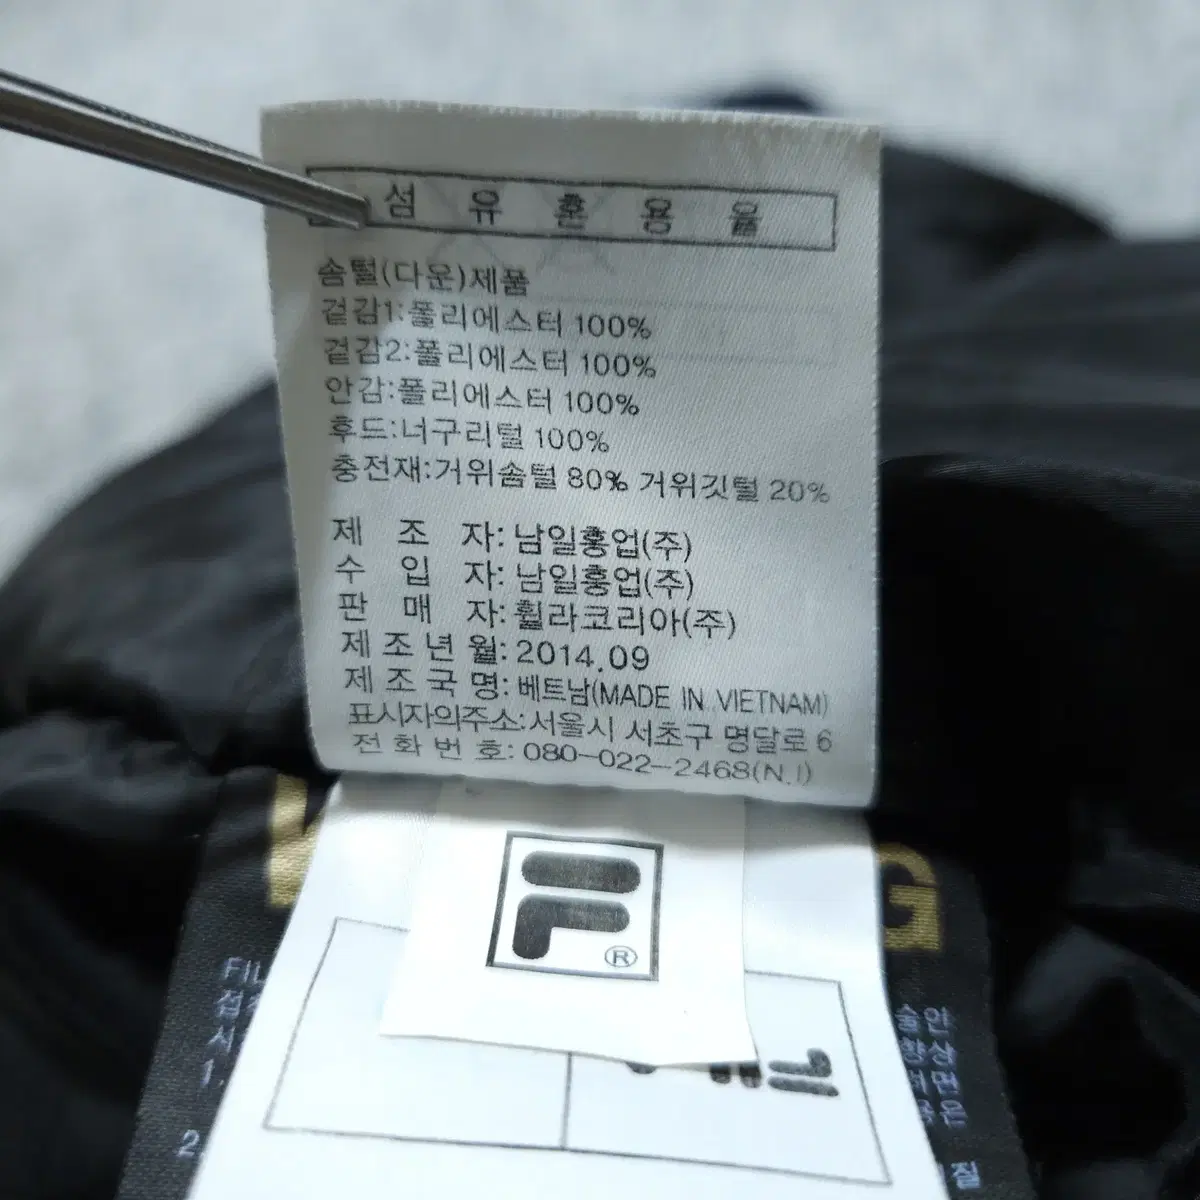 섬 유 혼 용 율
솜털(다운)제품
겉감1:폴리에스터 100%
겉감2:폴리에스터 100%
안감:폴리에스터 100%
후드:너구리털 100%
충전재:거위솜털 80% 거위깃털 20%
제 조 자: 남일흥업(주)
수 입 자: 남일흥업(주)
판 매 자: 휠라코리아(주)
제 조 년 월: 2014.09
제 조 국 명: 베트남(MADE IN VIETNAM)
표시자의주소:서울시 서초구 명달로 6
전 화 번 호: 080-022-2468(N.I)
®
1.
2.